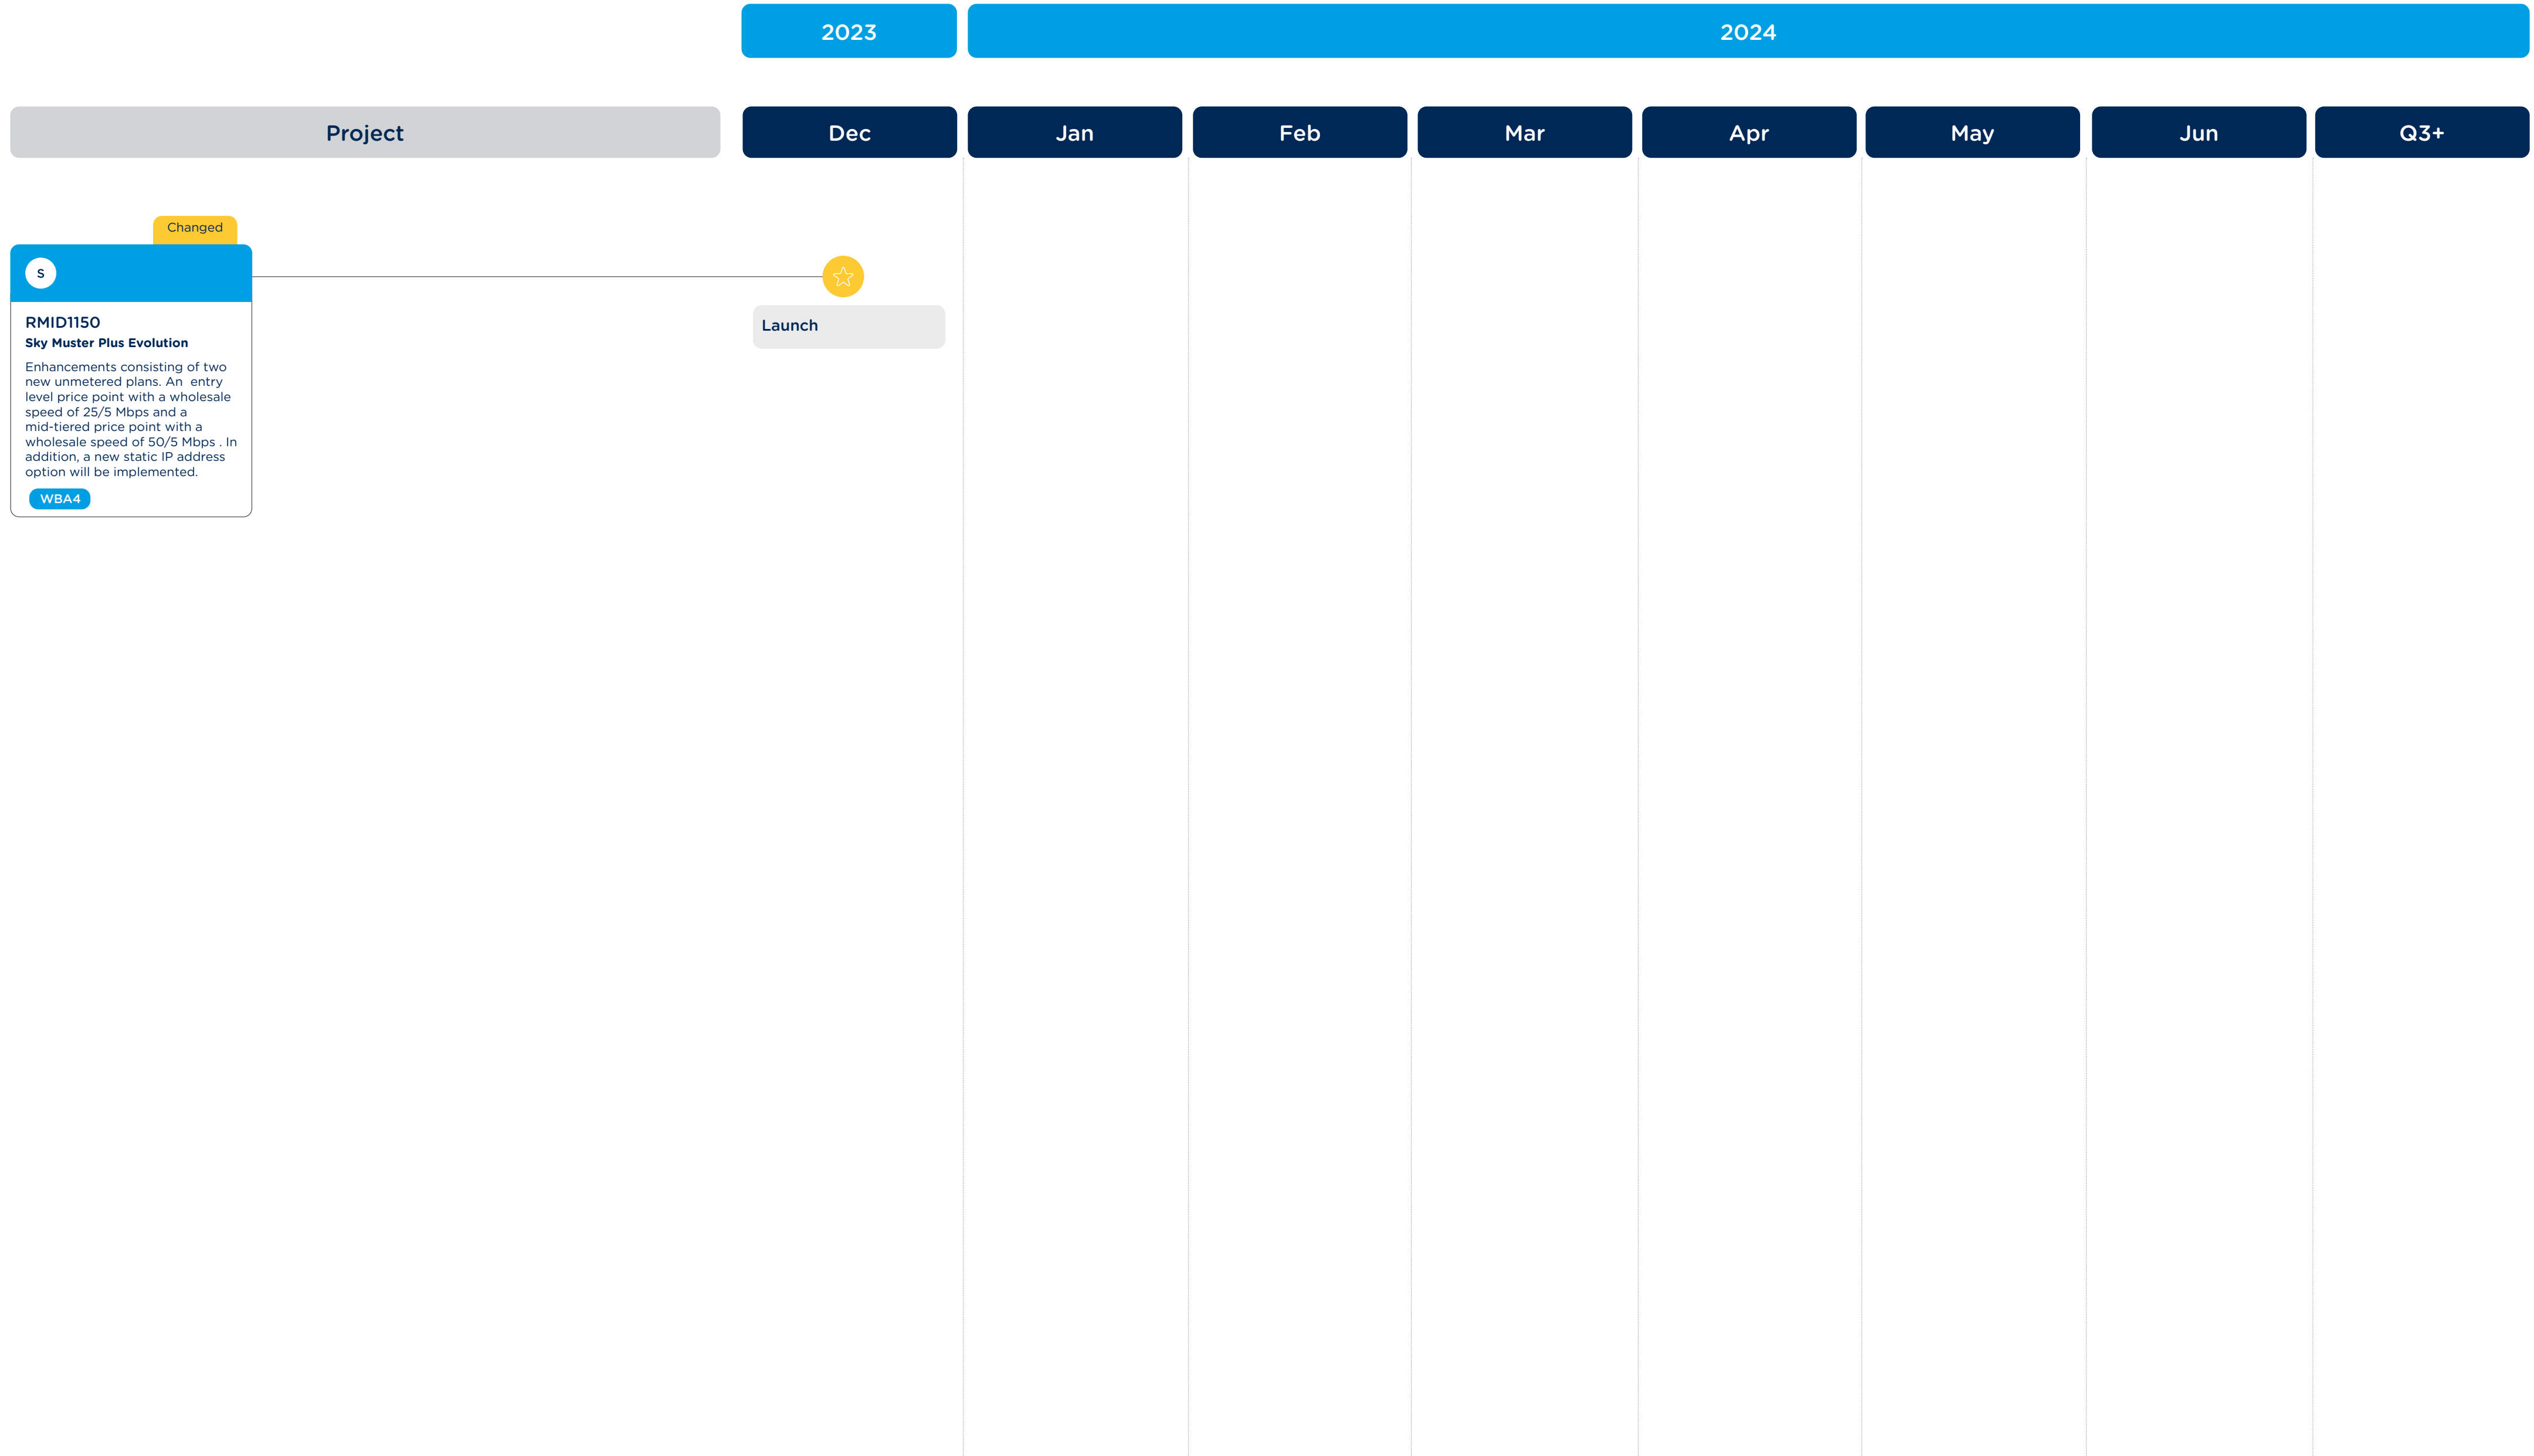 2023
2024
Project
Dec
Jan
Feb
Mar
Apr
May
Jun
Q3+
Changed
S
RMID1150
Sky Muster Plus Evolution
Enhancements consisting of two
new unmetered plans. An  entry
level price point with a wholesale
speed of 25/5 Mbps and a
mid-tiered price point with a
wholesale speed of 50/5 Mbps . In
addition, a new static IP address
option will be implemented.
WBA4
Launch